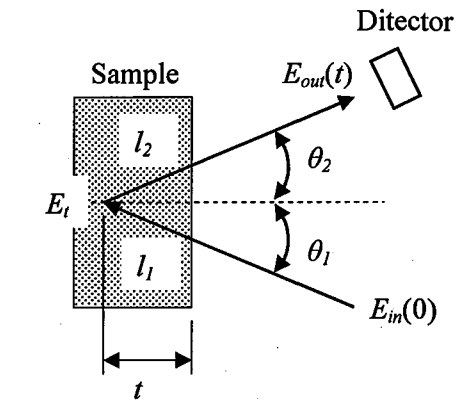 Ditector
Sample
E_out(t)
l_2
θ_2
E_t
l_1
θ_1
E_in(0)
t